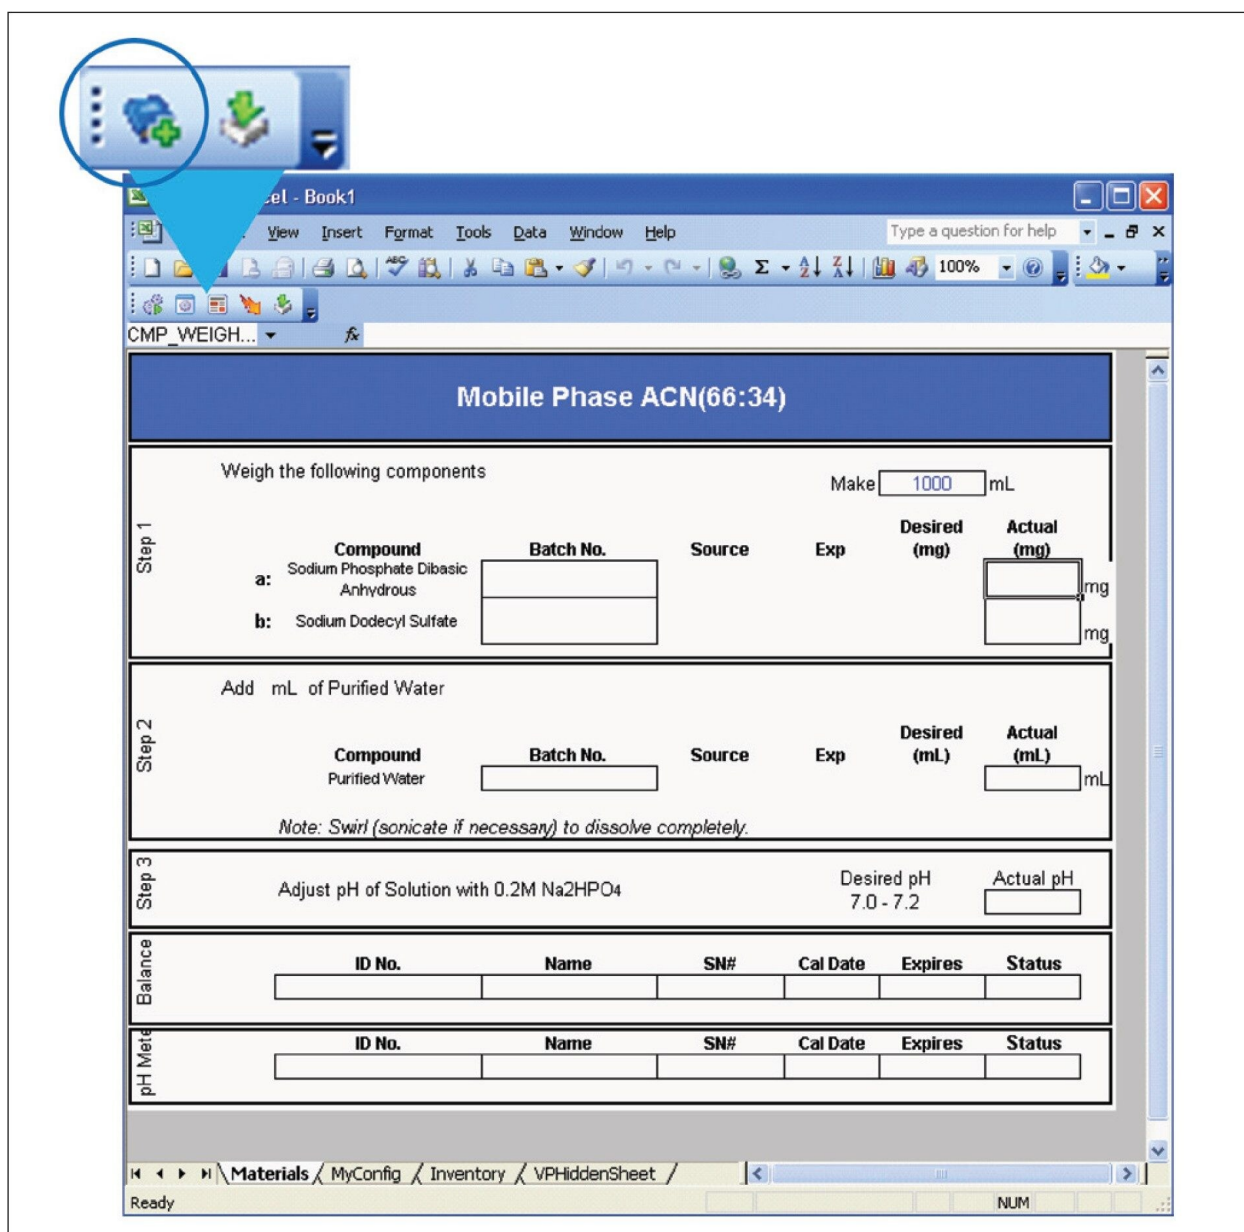 cel - Book1
View Insert Format Tools Data Window Help Type a question for help
ABC Σ A Z Z A 100%
CMP_WEIGH... fx
Mobile Phase ACN(66:34)
Weigh the following components
Make 1000 mL
Step 1
Desired Actual
Compound Batch No. Source Exp (mg) (mg)
a: Sodium Phosphate Dibasic
Anhydrous mg
b: Sodium Dodecyl Sulfate mg
Add mL of Purified Water
Step 2
Desired Actual
Compound Batch No. Source Exp (mL) (mL)
Purified Water mL
Note: Swirl (sonicate if necessary) to dissolve completely.
Step 3
Desired pH Actual pH
Adjust pH of Solution with 0.2M Na2HPO4
7.0 - 7.2
Balance
ID No. Name SN# Cal Date Expires Status
pH Mete
ID No. Name SN# Cal Date Expires Status
Materials MyConfig Inventory VPHiddenSheet
Ready NUM